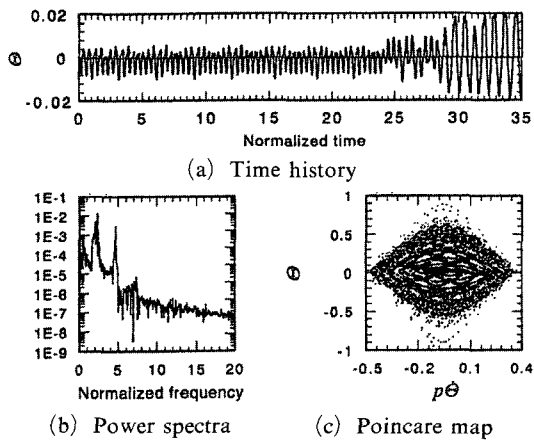 0.02
Θ 0
-0.02
0 5 10 15 20 25 30 35
Normalized time
(a) Time history
1E-1
1E-2
1E-3
1E-4
1E-5
1E-6
1E-7
1E-8
1E-9
0 5 10 15 20
Normalized frequency
(b) Power spectra
1
0.5
Θ 0
-0.5
-1
-0.5 -0.2 0.1 0.4
pΘ̇
(c) Poincare map